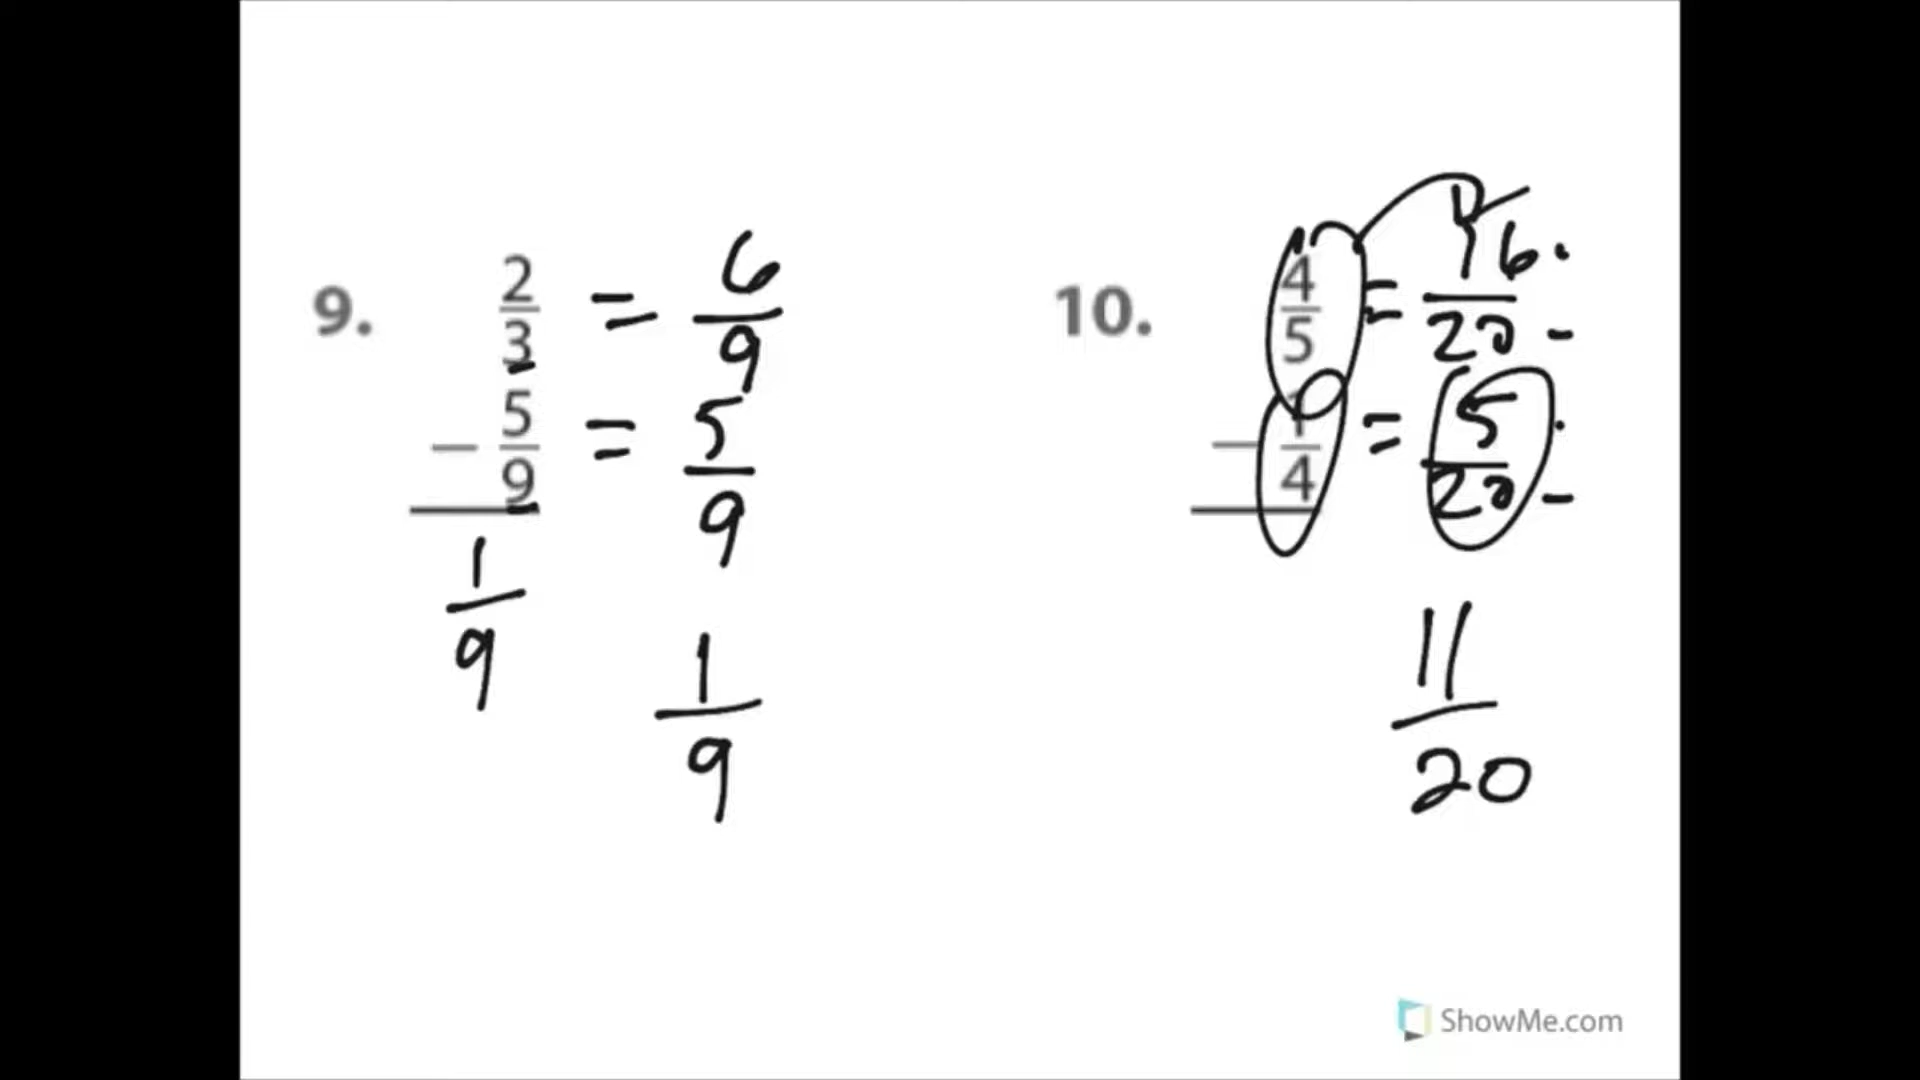 9. 2/3 = 6/9
- 5/9 = 5/9
1/9
1/9
10. 4/5 = 16/20
- 1/4 = 5/20
11/20
ShowMe.com